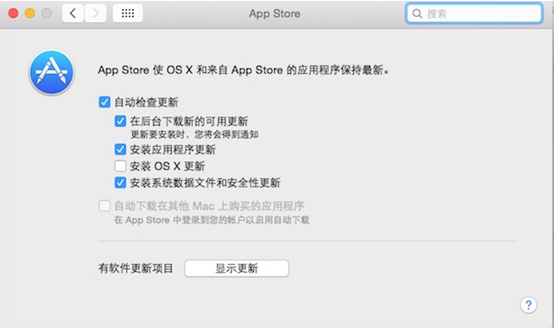 App Store
搜索
App Store 使 OS X 和来自 App Store 的应用程序保持最新。
自动检查更新
在后台下载新的可用更新
更新要安装时，您将会得到通知
安装应用程序更新
安装 OS X 更新
安装系统数据文件和安全性更新
自动下载在其他 Mac 上购买的应用程序
在 App Store 中登录到您的帐户以启用自动下载
有软件更新项目 显示更新
?